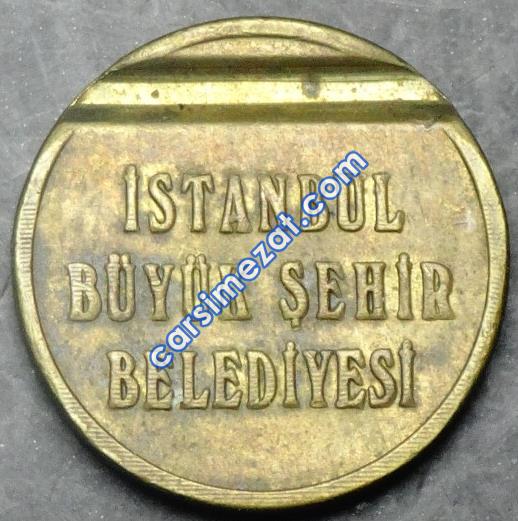 İSTANBUL
BÜYÜK ŞEHİR
BELEDİYESİ
carsimezat.com